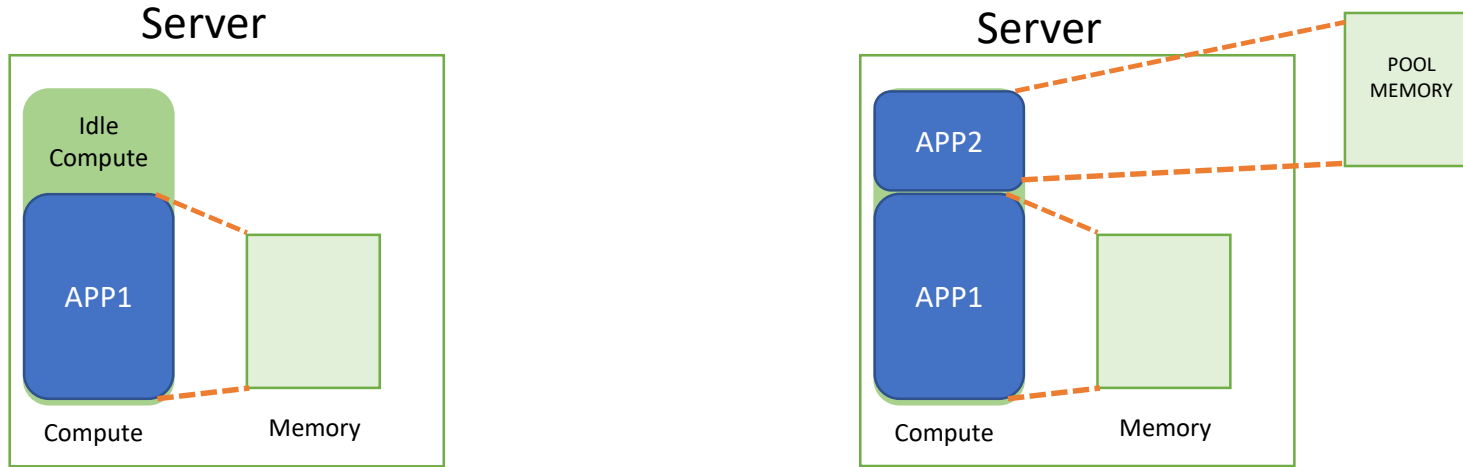 Server
Idle
Compute
APP1
Compute
Memory
Server
POOL
MEMORY
APP2
APP1
Compute
Memory